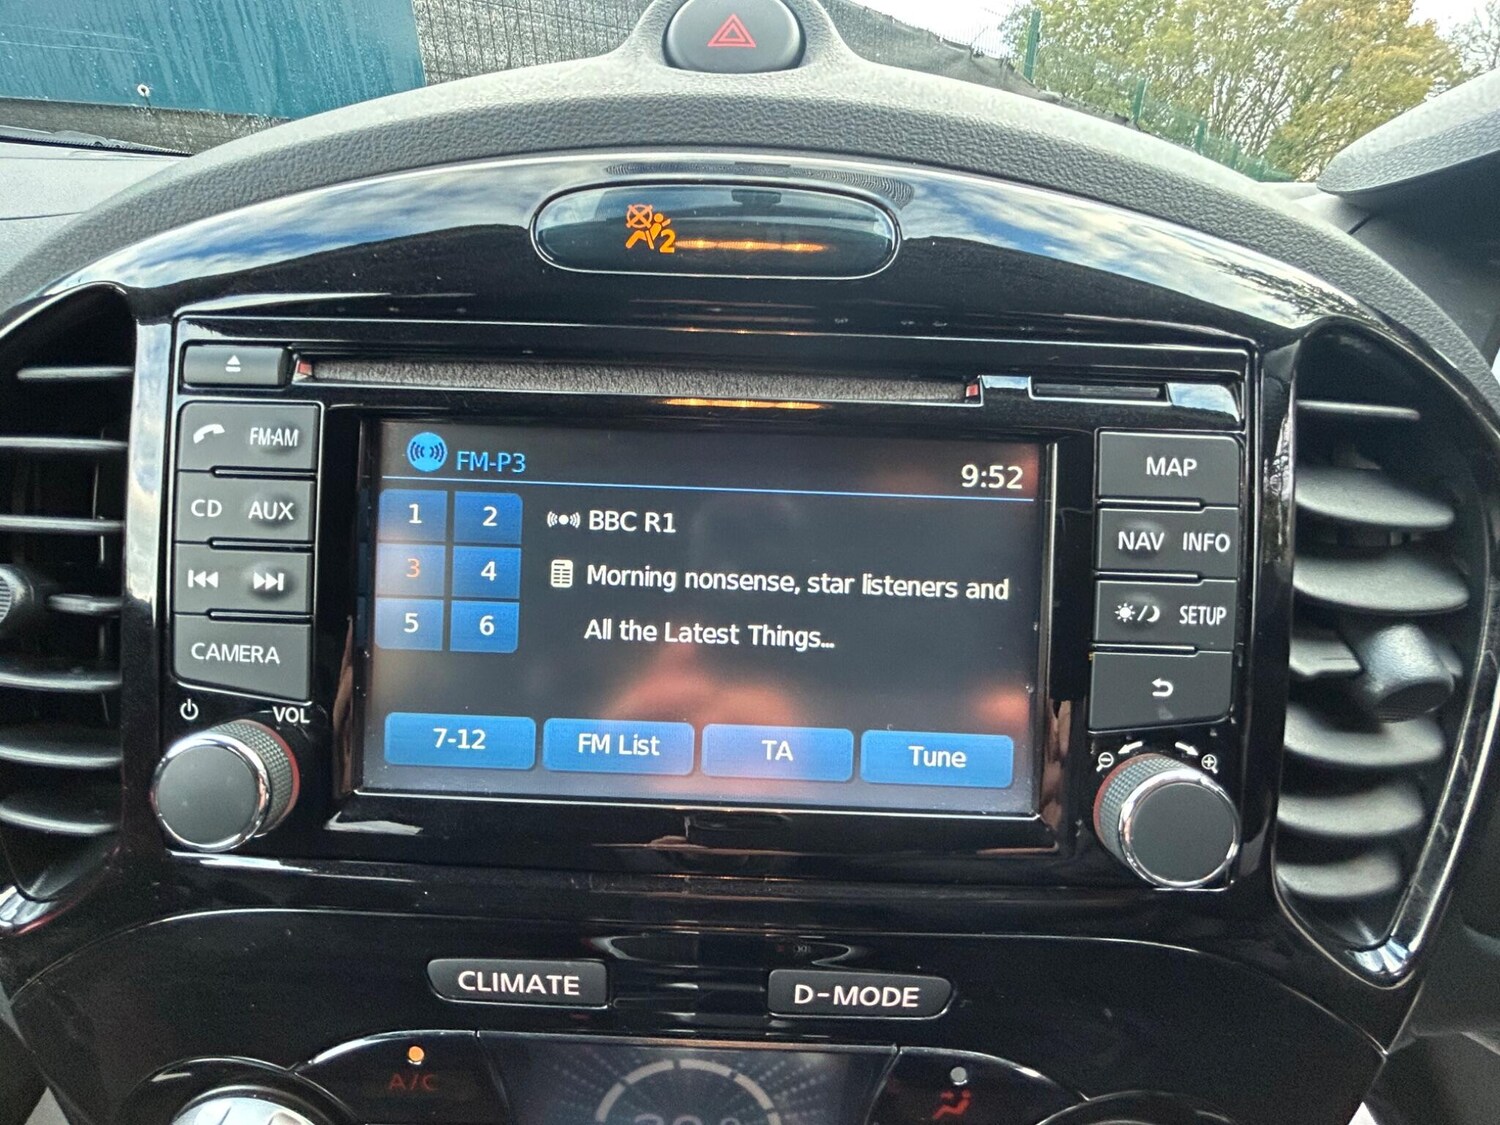 2
FM-AM
CD AUX
CAMERA
VOL
FM-P3
9:52
1 2
3 4
5 6
BBC R1
Morning nonsense, star listeners and
All the Latest Things...
7-12 FM List TA Tune
MAP
NAV INFO
SETUP
CLIMATE
D-MODE
A/C